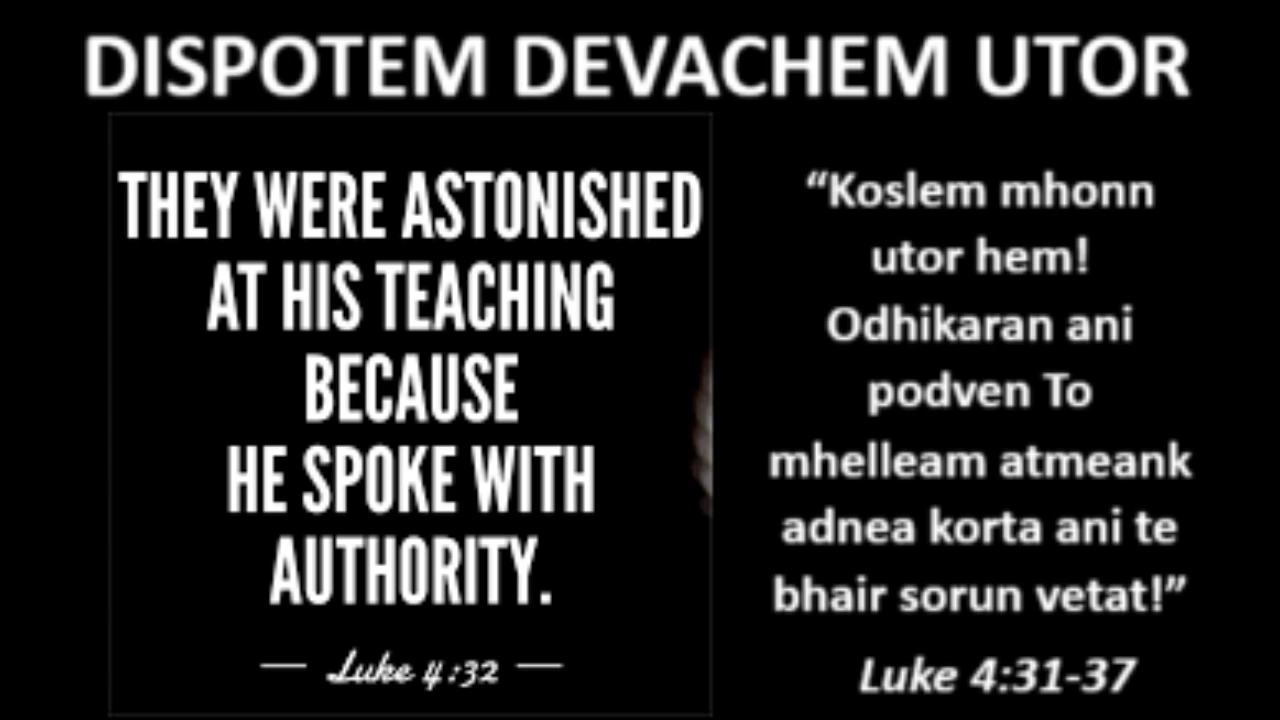 DISPOTEM DEVACHEM UTOR
THEY WERE ASTONISHED
AT HIS TEACHING
BECAUSE
HE SPOKE WITH
AUTHORITY.
— Luke 4:32 —
“Koslem mhonn
utor hem!
Odhikaran ani
podven To
mhelleam atmeank
adnea korta ani te
bhair sorun vetat!”
Luke 4:31-37